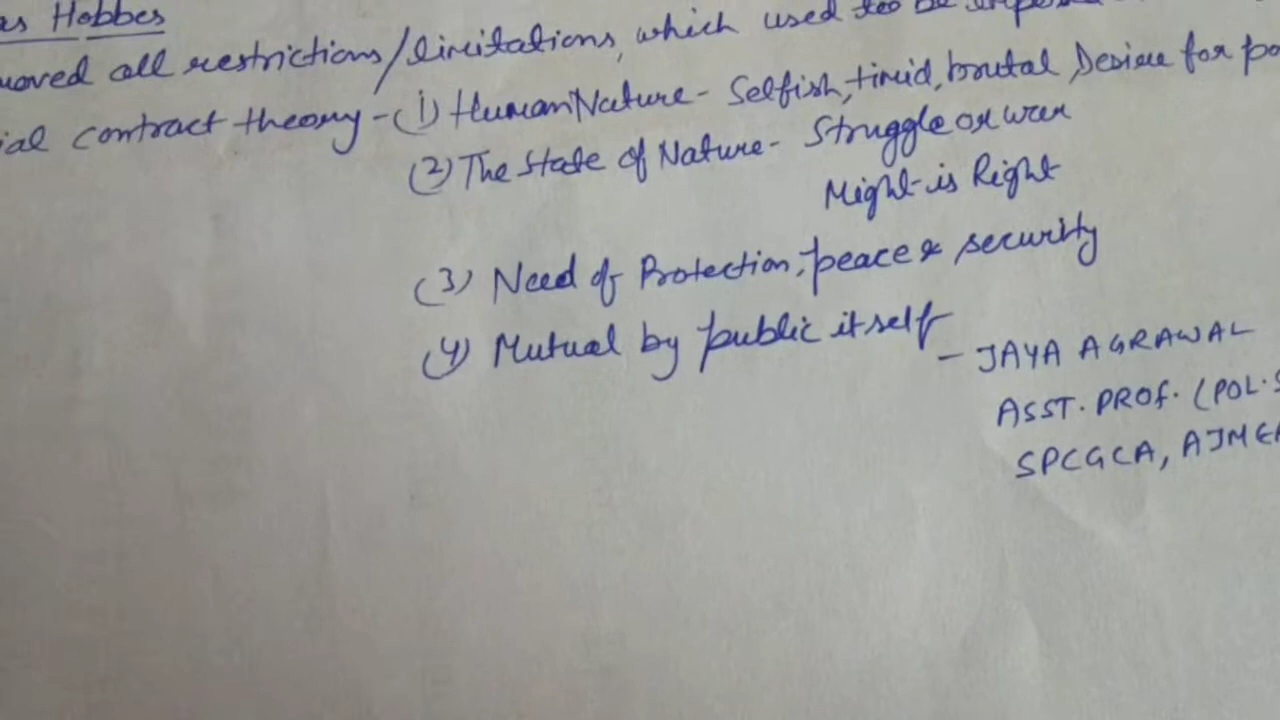 as Hobbes
moved all restrictions/limitations, which used to be
ial contract theory - (1) Human Nature - Selfish, timid, brutal, Desire for po
(2) The State of Nature - Struggle or war
Might is Right
(3) Need of Protection, peace & security
(4) Mutual by public itself
- JAYA AGRAWAL
ASST. PROF. (POL. S
SPCGCA, AJME